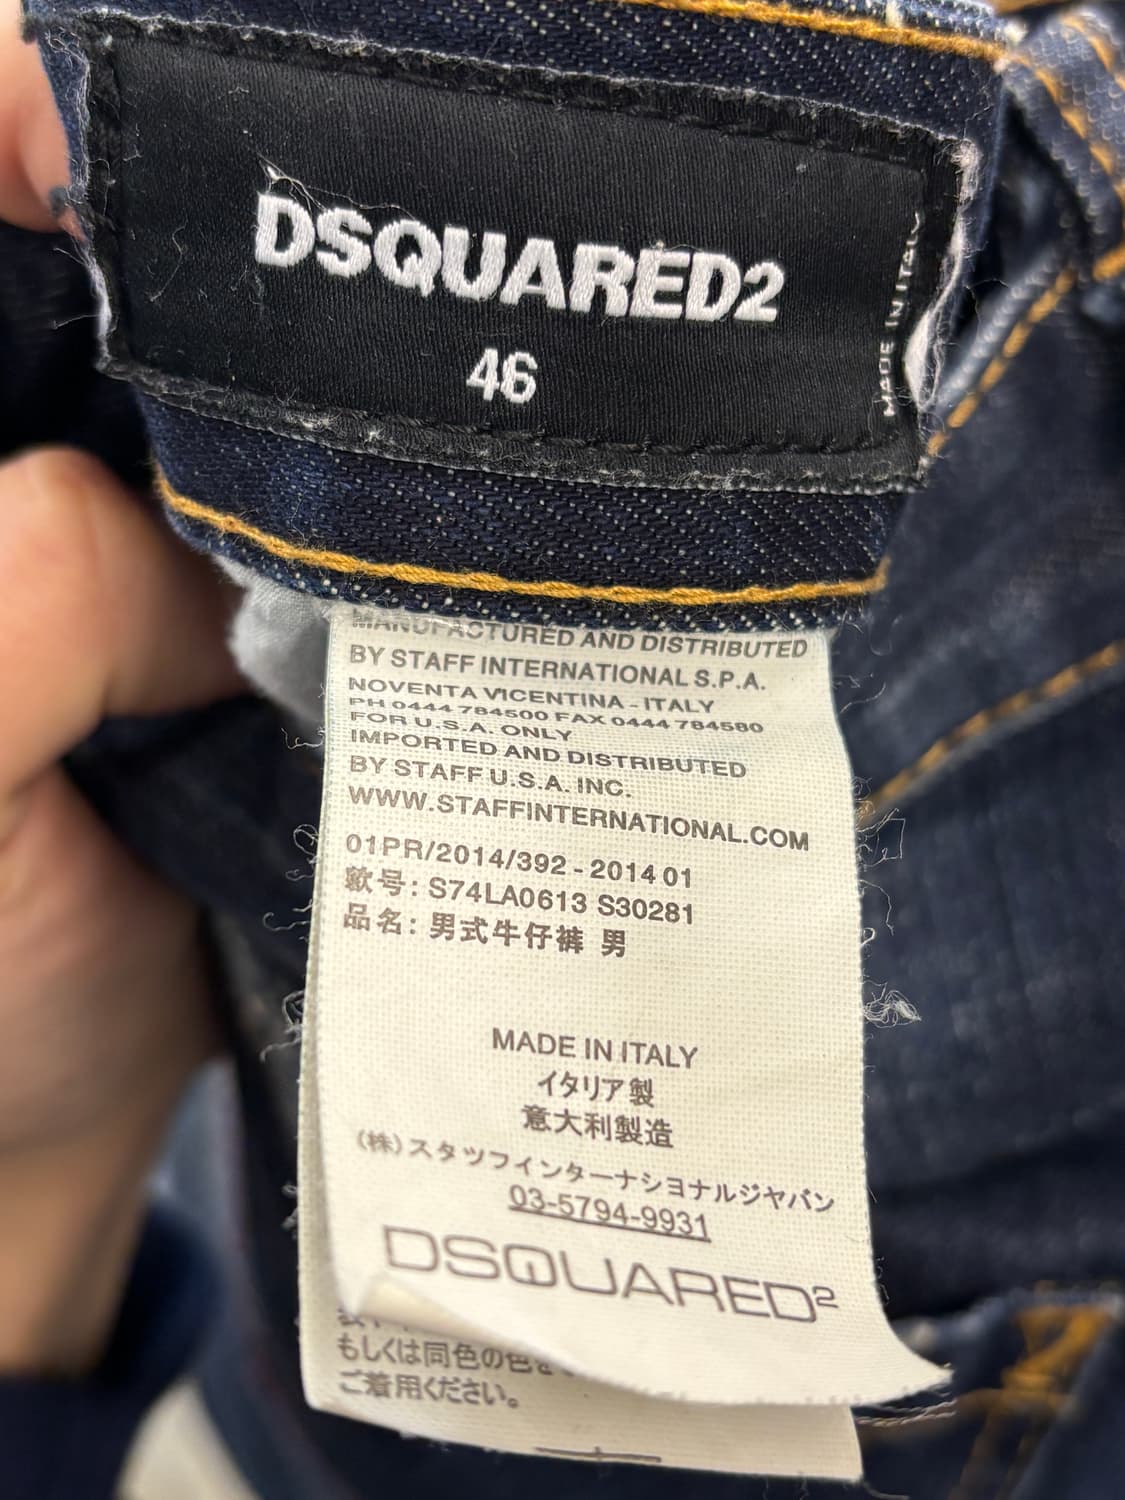 DSQUARED2
46
MADE IN ITALY
MANUFACTURED AND DISTRIBUTED
BY STAFF INTERNATIONAL S.P.A.
NOVENTA VICENTINA - ITALY
PH 0444 784500 FAX 0444 784580
FOR U.S.A. ONLY
IMPORTED AND DISTRIBUTED
BY STAFF U.S.A. INC.
WWW.STAFFINTERNATIONAL.COM
01PR/2014/392 - 2014 01
款号: S74LA0613 S30281
品名: 男式牛仔裤 男
MADE IN ITALY
イタリア製
意大利製造
(株)スタッフインターナショナルジャパン
03-5794-9931
DSQUARED2
もしくは同色の色を
ご着用ください。